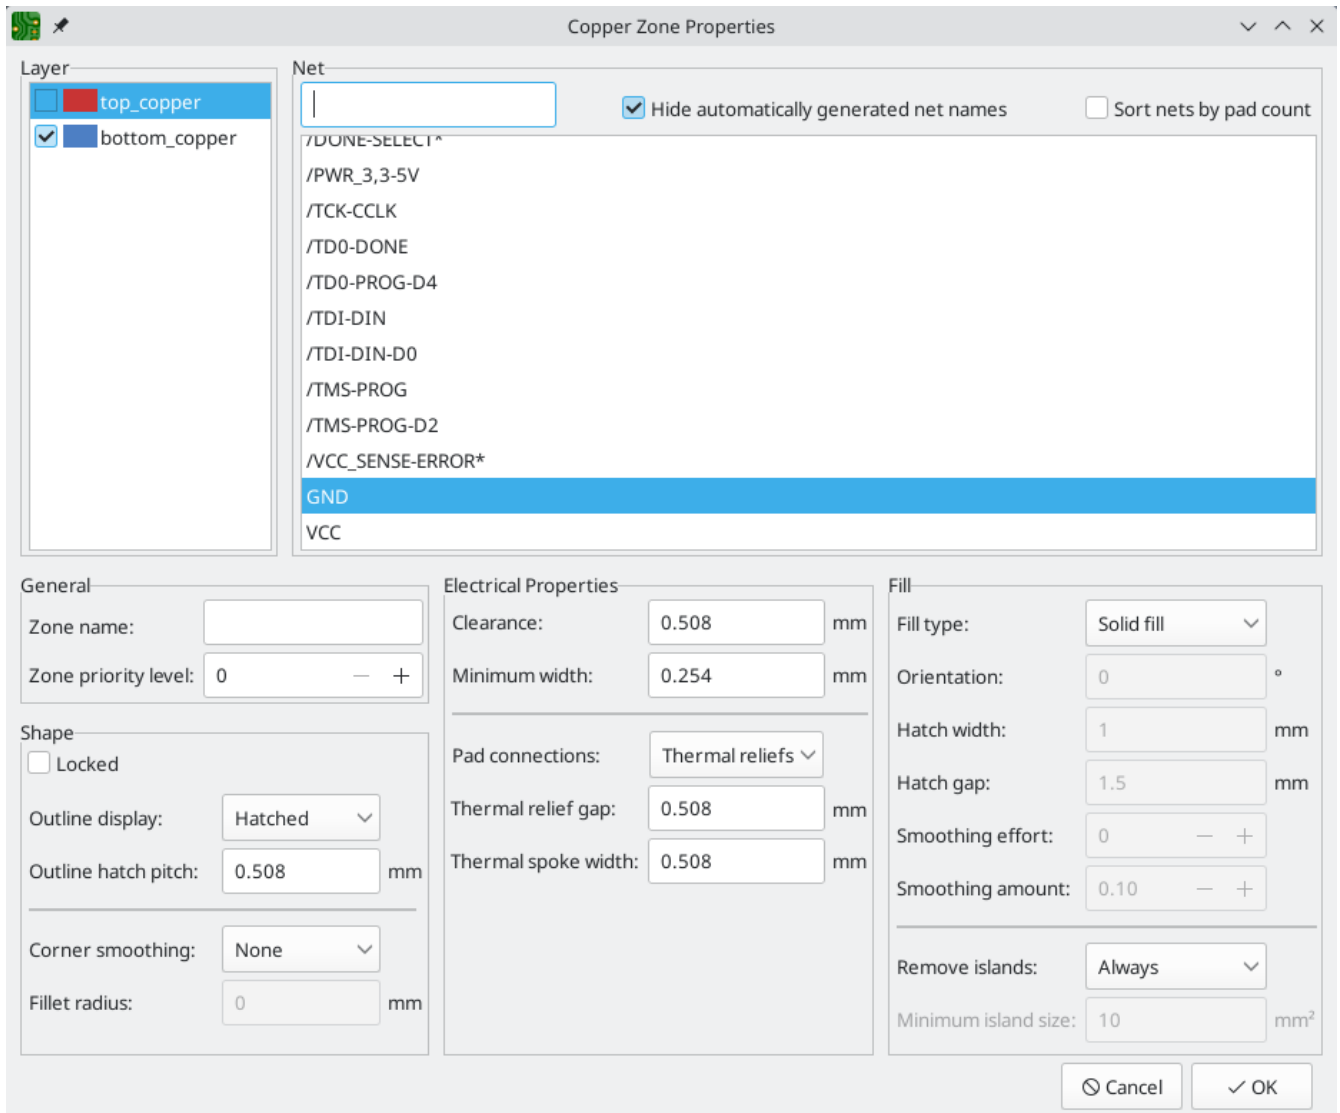 Copper Zone Properties
Layer
top_copper
bottom_copper
Net
Hide automatically generated net names
Sort nets by pad count
/DONE-SELECT*
/PWR_3,3-5V
/TCK-CCLK
/TD0-DONE
/TD0-PROG-D4
/TDI-DIN
/TDI-DIN-D0
/TMS-PROG
/TMS-PROG-D2
/VCC_SENSE-ERROR*
GND
VCC
General
Zone name:
Zone priority level: 0
Shape
Locked
Outline display: Hatched
Outline hatch pitch: 0.508 mm
Corner smoothing: None
Fillet radius: 0 mm
Electrical Properties
Clearance: 0.508 mm
Minimum width: 0.254 mm
Pad connections: Thermal reliefs
Thermal relief gap: 0.508 mm
Thermal spoke width: 0.508 mm
Fill
Fill type: Solid fill
Orientation: 0 °
Hatch width: 1 mm
Hatch gap: 1.5 mm
Smoothing effort: 0
Smoothing amount: 0.10
Remove islands: Always
Minimum island size: 10 mm²
Cancel
OK